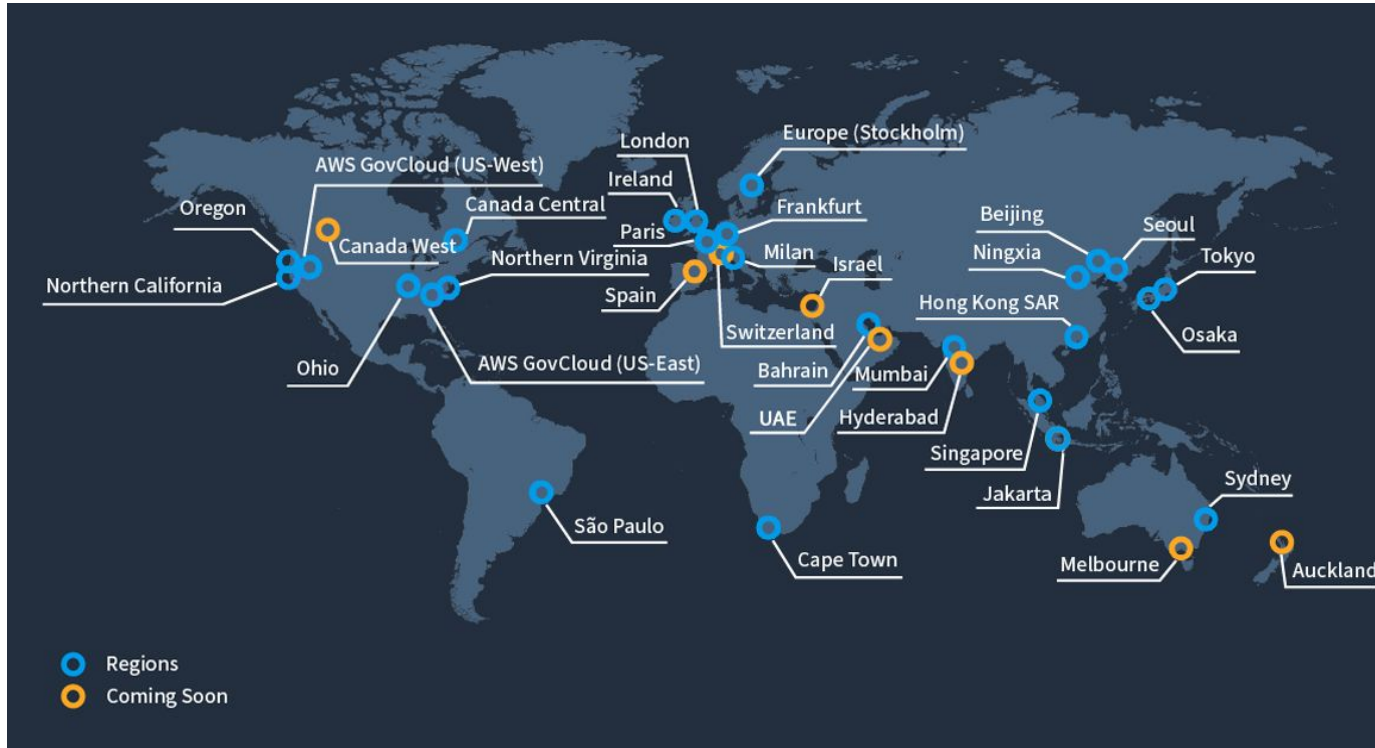 Europe (Stockholm)
London
AWS GovCloud (US-West)
Ireland
Oregon
Canada Central
Frankfurt
Beijing
Seoul
Paris
Canada West
Milan
Ningxia
Tokyo
Northern Virginia
Israel
Northern California
Spain
Hong Kong SAR
Switzerland
Osaka
Ohio
AWS GovCloud (US-East)
Bahrain
Mumbai
UAE
Hyderabad
Singapore
Sydney
Jakarta
São Paulo
Cape Town
Melbourne
Auckland
Regions
Coming Soon